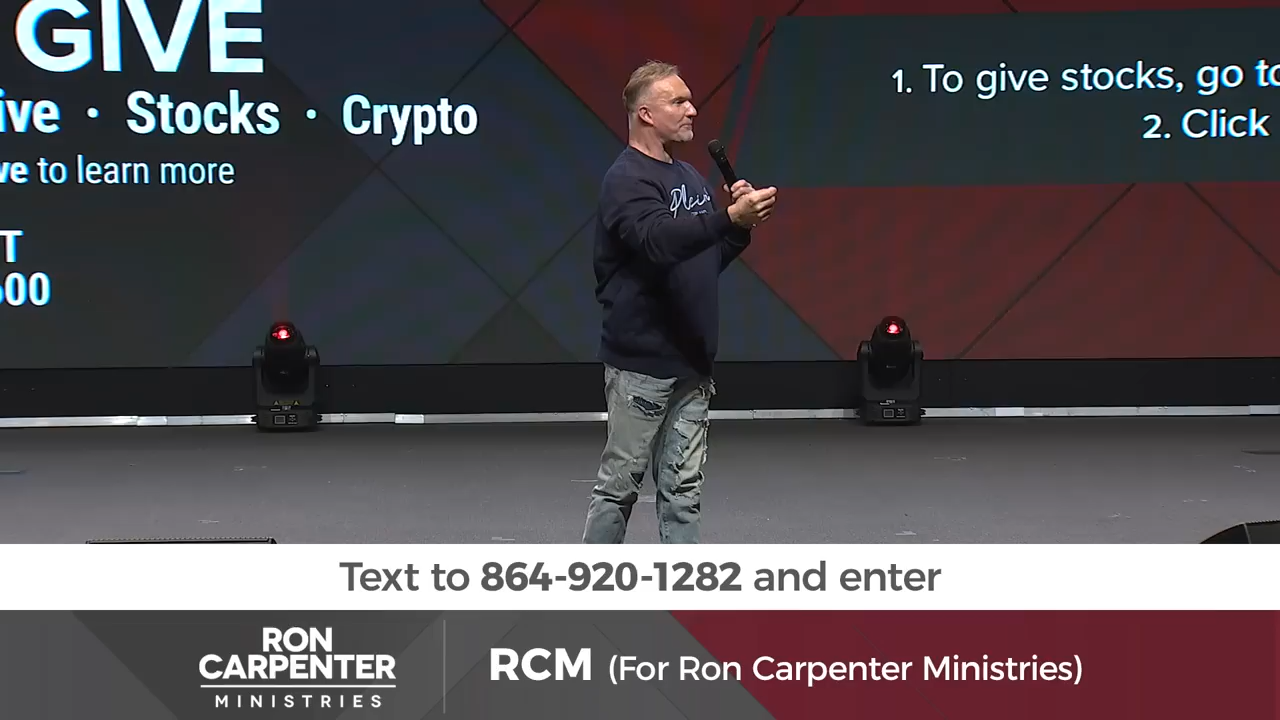 GIVE
ive · Stocks · Crypto
ve to learn more
T
600
1. To give stocks, go to
2. Click
Text to 864-920-1282 and enter
RON
CARPENTER
MINISTRIES
RCM (For Ron Carpenter Ministries)